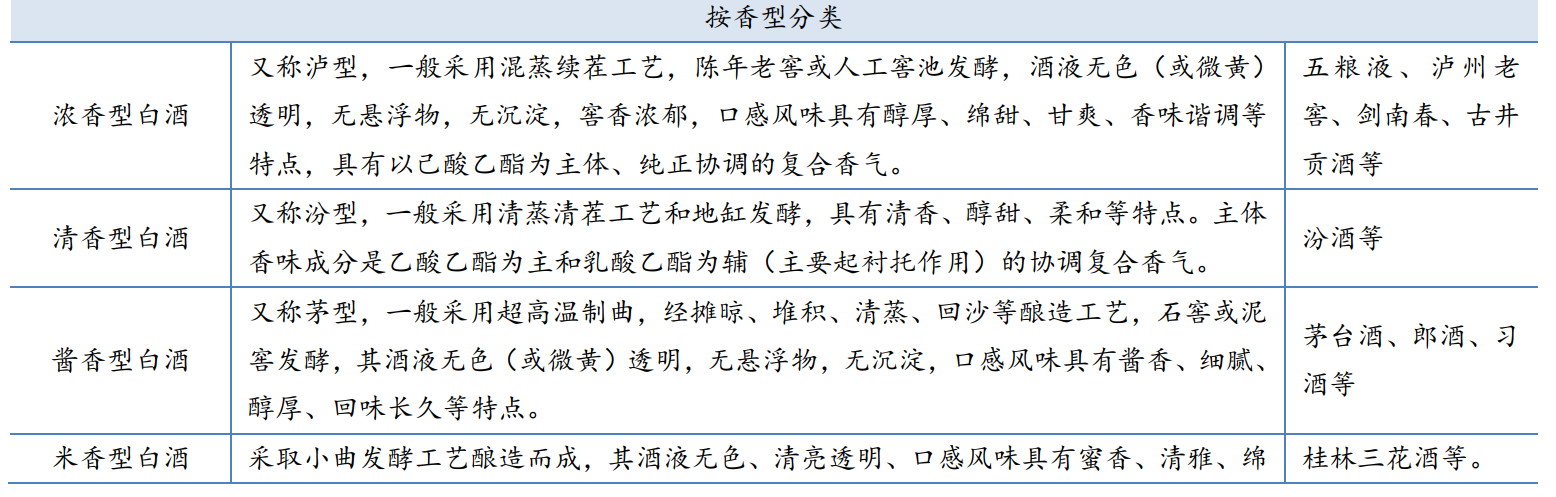 按香型分类
浓香型白酒
又称泸型，一般采用混蒸续茬工艺，陈年老窖或人工窖池发酵，酒液无色（或微黄）
透明，无悬浮物，无沉淀，窖香浓郁，口感风味具有醇厚、绵甜、甘爽、香味谐调等
特点，具有以己酸乙酯为主体、纯正协调的复合香气。
五粮液、泸州老
窖、剑南春、古井
贡酒等
清香型白酒
又称汾型，一般采用清蒸清茬工艺和地缸发酵，具有清香、醇甜、柔和等特点。主体
香味成分是乙酸乙酯为主和乳酸乙酯为辅（主要起衬托作用）的协调复合香气。
汾酒等
酱香型白酒
又称茅型，一般采用超高温制曲，经摊晾、堆积、清蒸、回沙等酿造工艺，石窖或泥
窖发酵，其酒液无色（或微黄）透明，无悬浮物，无沉淀，口感风味具有酱香、细腻、
醇厚、回味长久等特点。
茅台酒、郎酒、习
酒等
米香型白酒
采取小曲发酵工艺酿造而成，其酒液无色、清亮透明、口感风味具有蜜香、清雅、绵
桂林三花酒等。